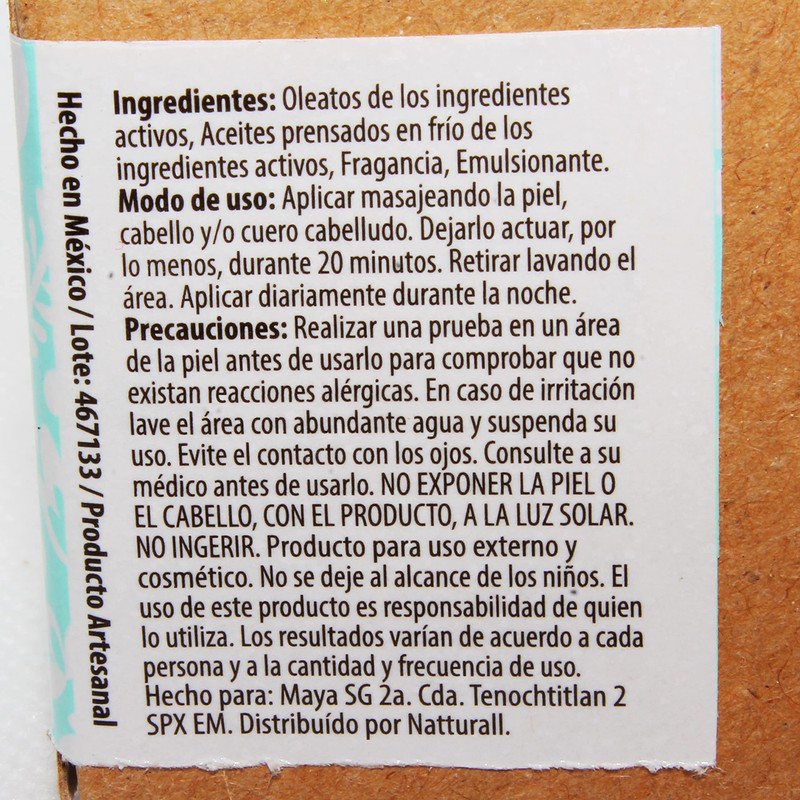 Ingredientes: Oleatos de los ingredientes
activos, Aceites prensados en frío de los
ingredientes activos, Fragancia, Emulsionante.
Modo de uso: Aplicar masajeando la piel,
cabello y/o cuero cabelludo. Dejarlo actuar, por
lo menos, durante 20 minutos. Retirar lavando el
área. Aplicar diariamente durante la noche.
Precauciones: Realizar una prueba en un área
de la piel antes de usarlo para comprobar que no
existan reacciones alérgicas. En caso de irritación
lave el área con abundante agua y suspenda su
uso. Evite el contacto con los ojos. Consulte a su
médico antes de usarlo. NO EXPONER LA PIEL O
EL CABELLO, CON EL PRODUCTO, A LA LUZ SOLAR.
NO INGERIR. Producto para uso externo y
cosmético. No se deje al alcance de los niños. El
uso de este producto es responsabilidad de quien
lo utiliza. Los resultados varían de acuerdo a cada
persona y a la cantidad y frecuencia de uso.
Hecho para: Maya SG 2a. Cda. Tenochtitlan 2
SPX EM. Distribuído por Natturall.
Hecho en México / Lote: 467133 / Producto Artesanal